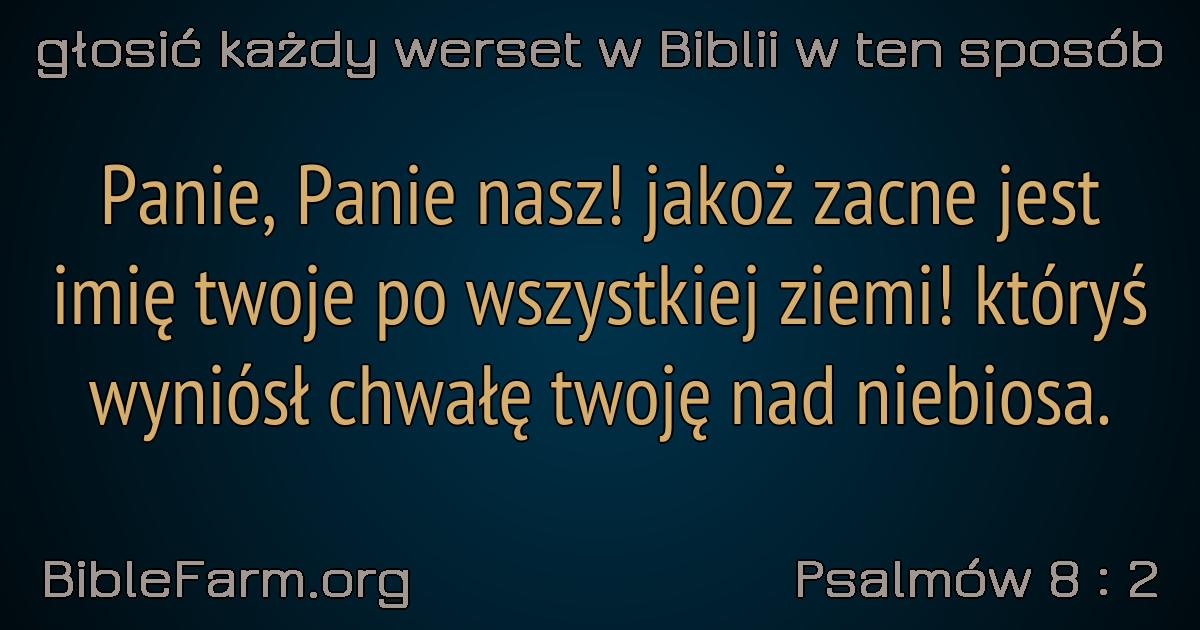 głosić każdy werset w Biblii w ten sposób
Panie, Panie nasz! jakoż zacne jest
imię twoje po wszystkiej ziemi! któryś
wyniósł chwałę twoję nad niebiosa.
BibleFarm.org
Psalmów 8 : 2